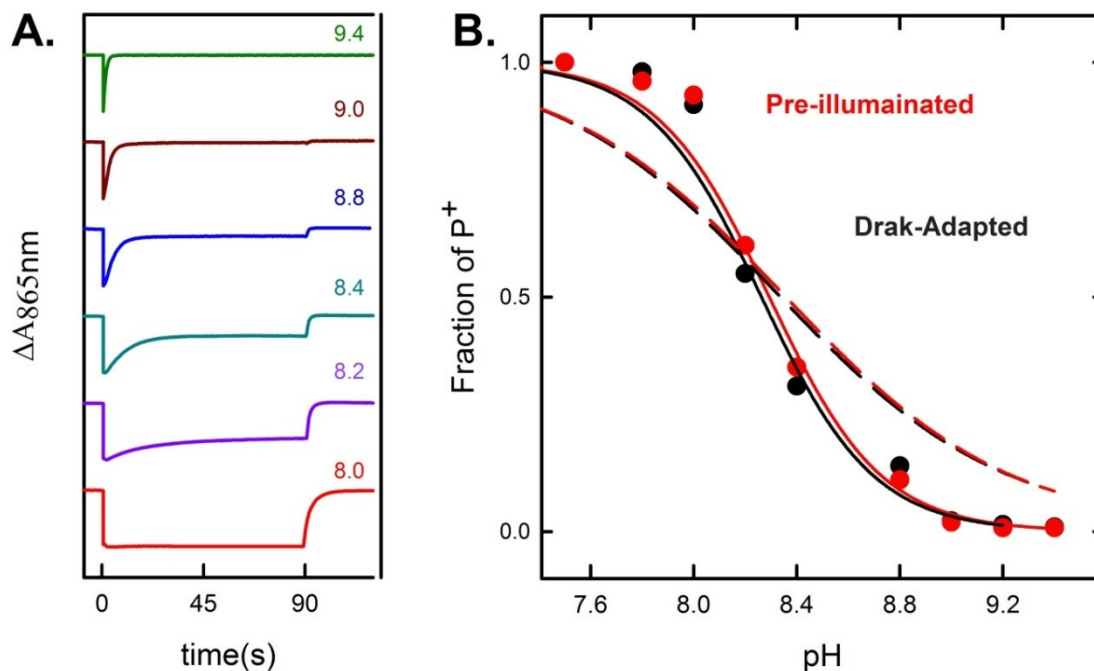 A.
9.4
9.0
8.8
8.4
8.2
8.0
ΔA865nm
0 45 90
time(s)
B.
1.0
0.5
0.0
Fraction of P+
Pre-illumainated
Drak-Adapted
7.6 8.0 8.4 8.8 9.2
pH